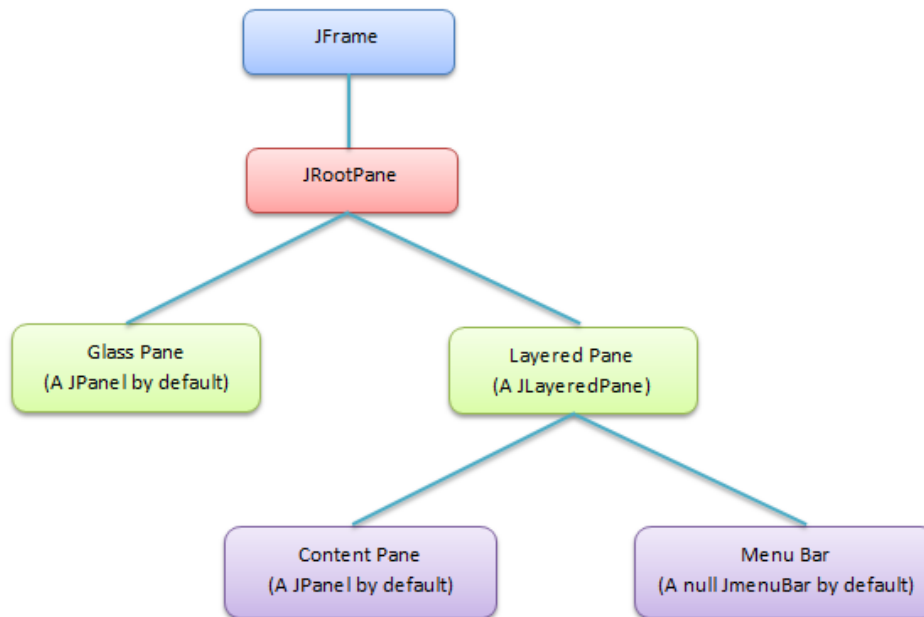 JFrame
JRootPane
Glass Pane
(A JPanel by default)
Layered Pane
(A JLayeredPane)
Content Pane
(A JPanel by default)
Menu Bar
(A null JmenuBar by default)